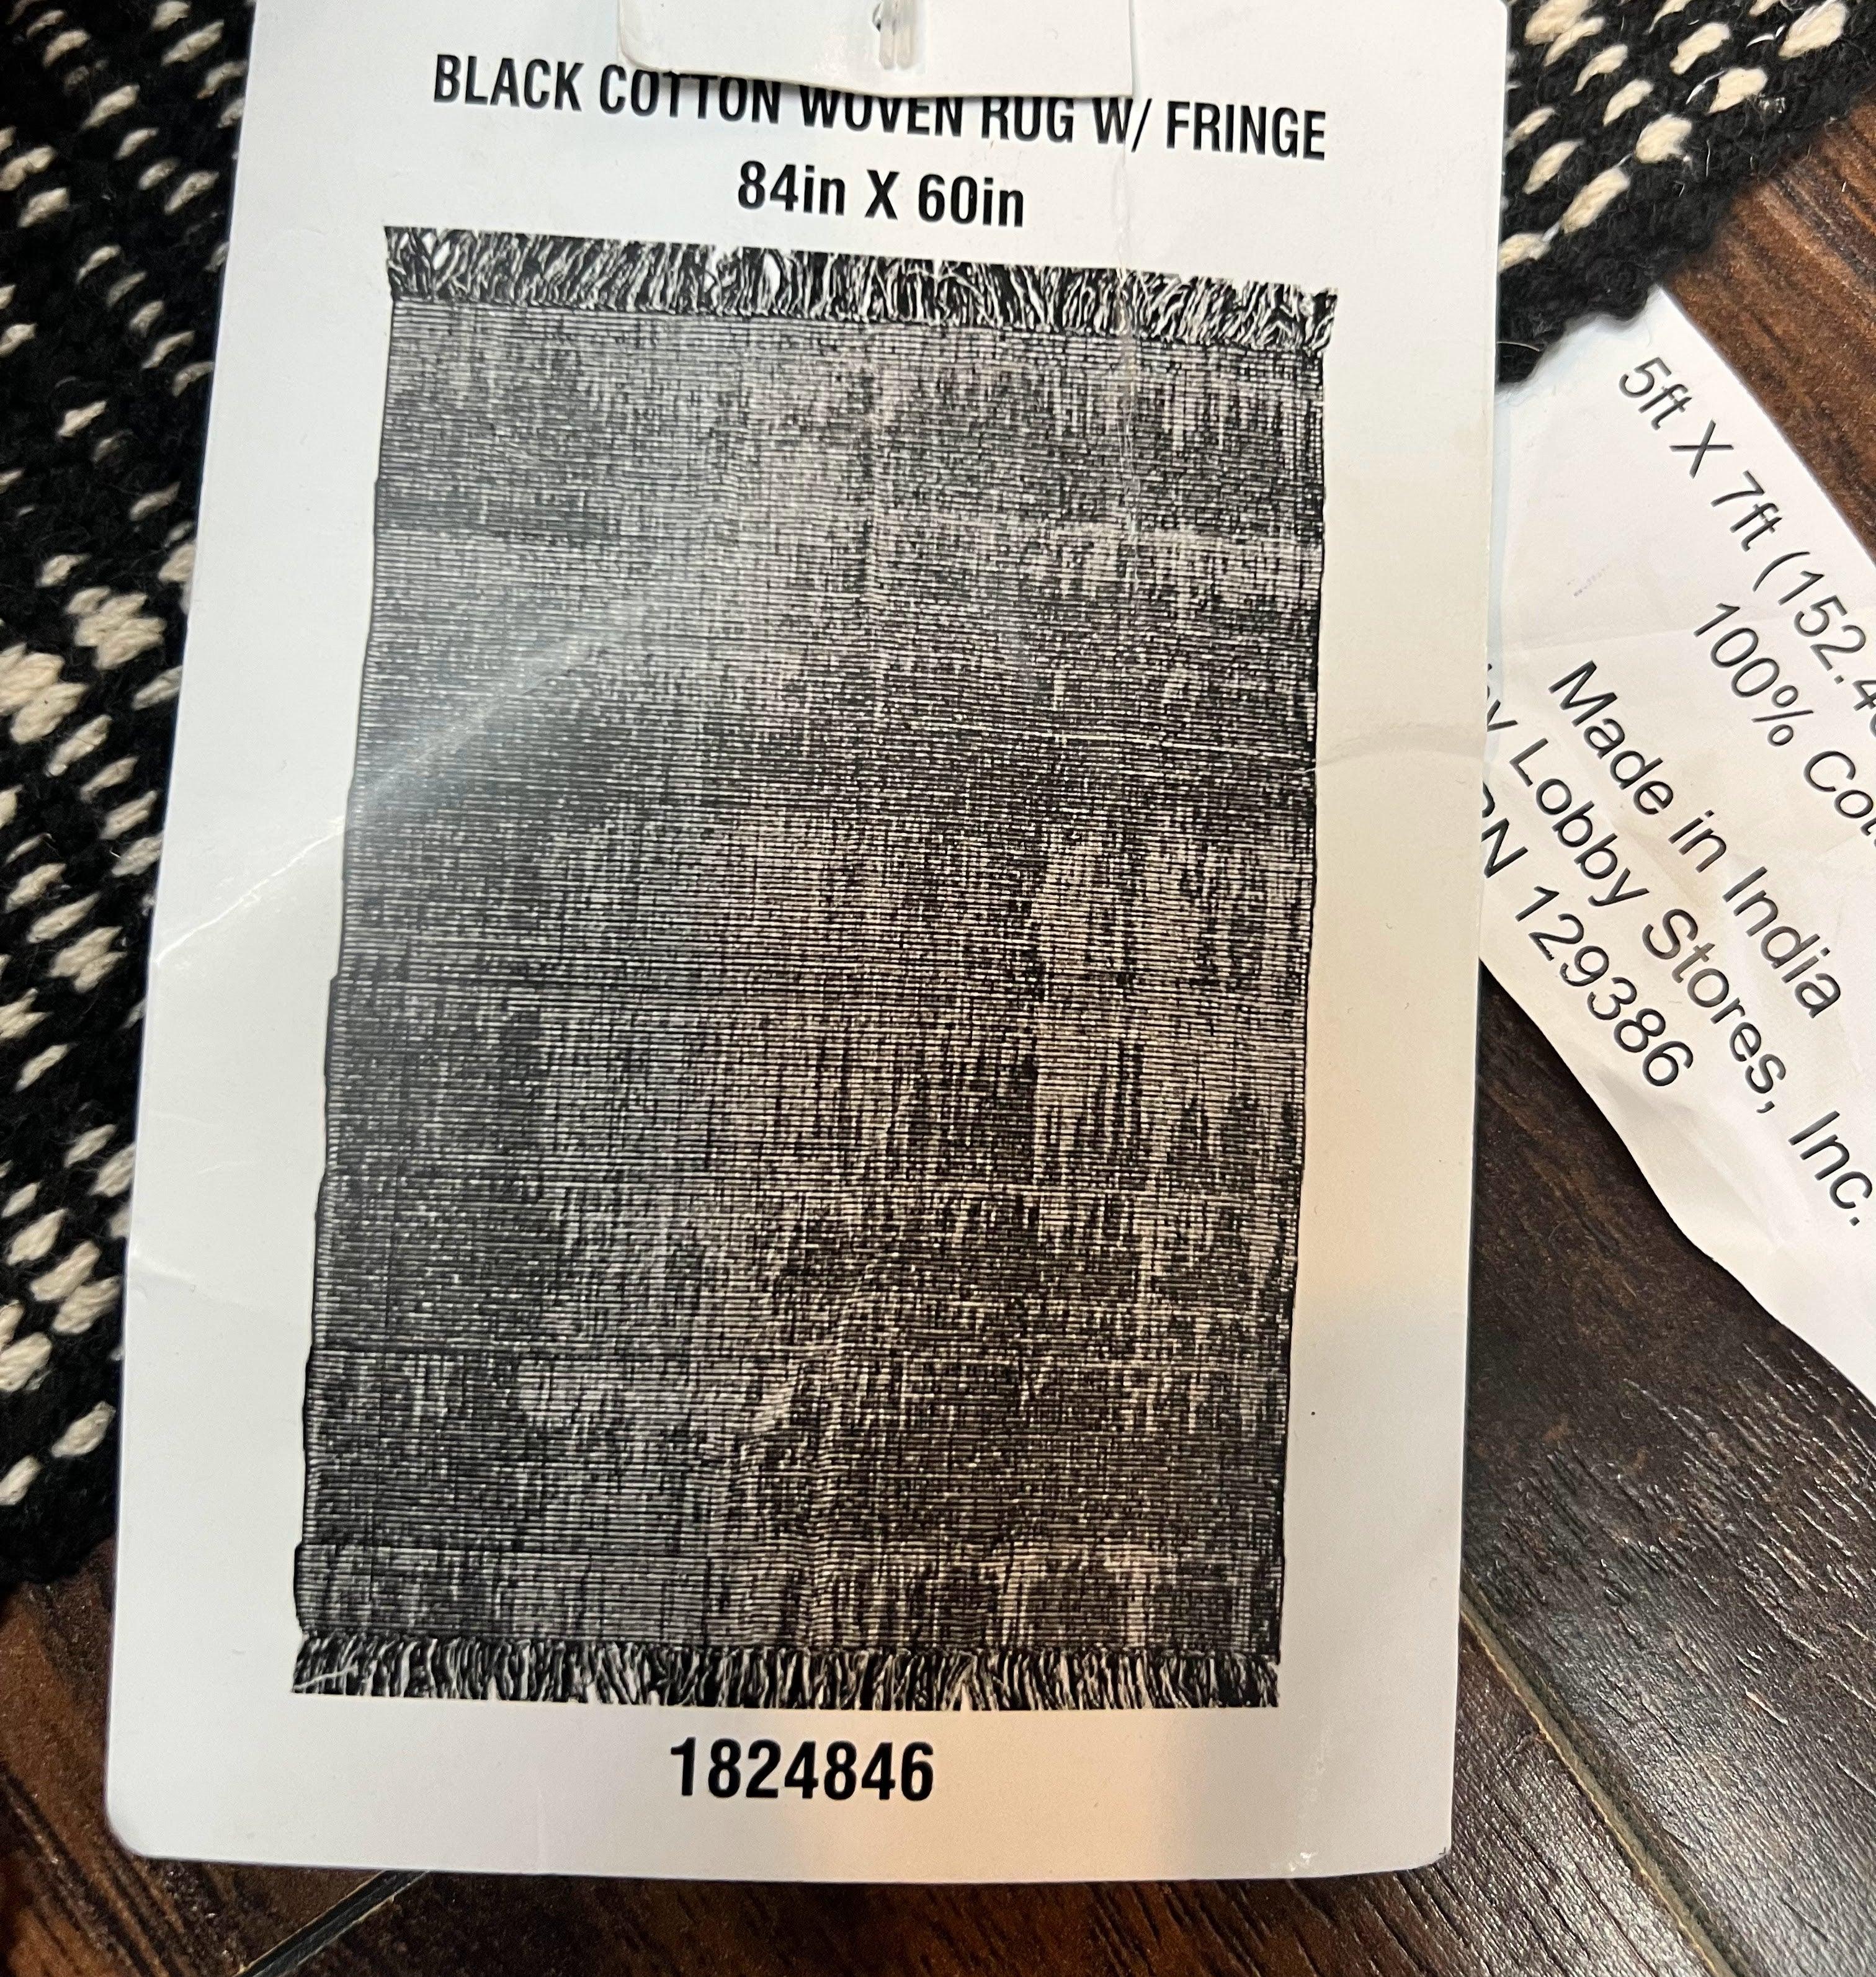 BLACK COTTON WOVEN RUG W/ FRINGE
84in X 60in
1824846
5ft X 7ft (152.4
100% Cot
Made in India
Lobby Stores, Inc.
129386